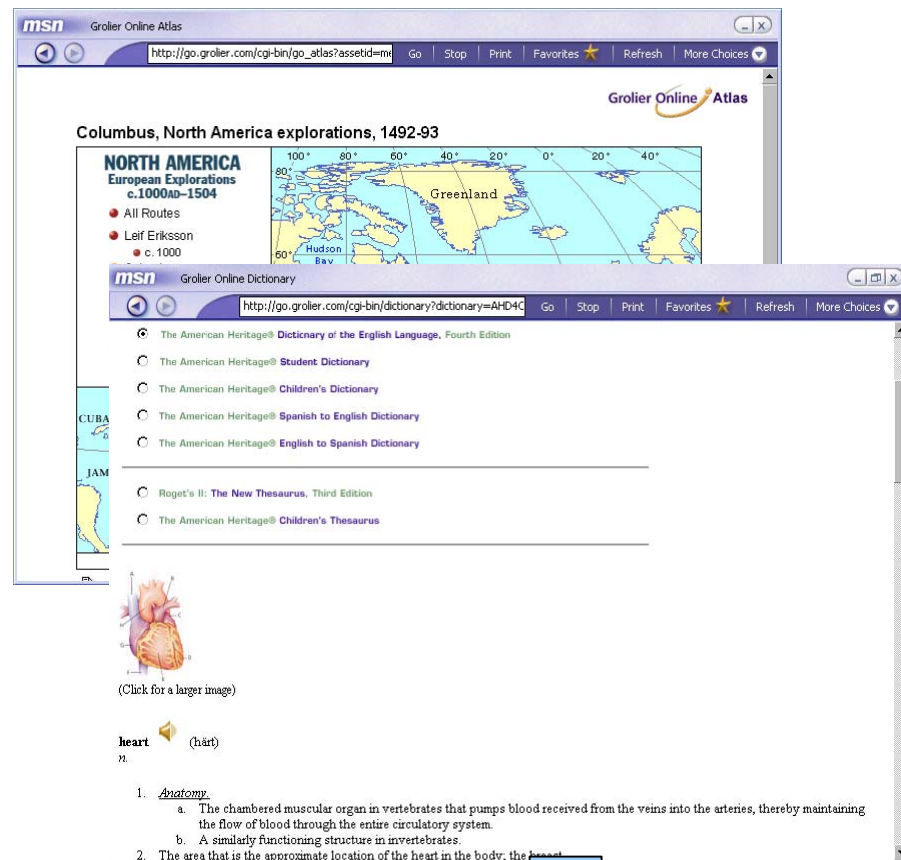 msn Grolier Online Atlas
http://go.grolier.com/cgi-bin/go_atlas?assetid=me Go Stop Print Favorites Refresh More Choices
Grolier Online Atlas
Columbus, North America explorations, 1492-93
NORTH AMERICA
European Explorations
c.1000AD–1504
All Routes
Leif Eriksson
c. 1000
100° 80° 60° 40° 20° 0° 20° 40°
80°
Greenland
60°
Hudson
Bay
CUBA
JAM
msn Grolier Online Dictionary
http://go.grolier.com/cgi-bin/dictionary?dictionary=AHD4C Go Stop Print Favorites Refresh More Choices
The American Heritage® Dictionary of the English Language, Fourth Edition
The American Heritage® Student Dictionary
The American Heritage® Children's Dictionary
The American Heritage® Spanish to English Dictionary
The American Heritage® English to Spanish Dictionary
Roget's II: The New Thesaurus, Third Edition
The American Heritage® Children's Thesaurus
(Click for a larger image)
heart (härt)
n.
1. Anatomy.
a. The chambered muscular organ in vertebrates that pumps blood received from the veins into the arteries, thereby maintaining
the flow of blood through the entire circulatory system.
b. A similarly functioning structure in invertebrates.
2. The area that is the approximate location of the heart in the body; the breast.